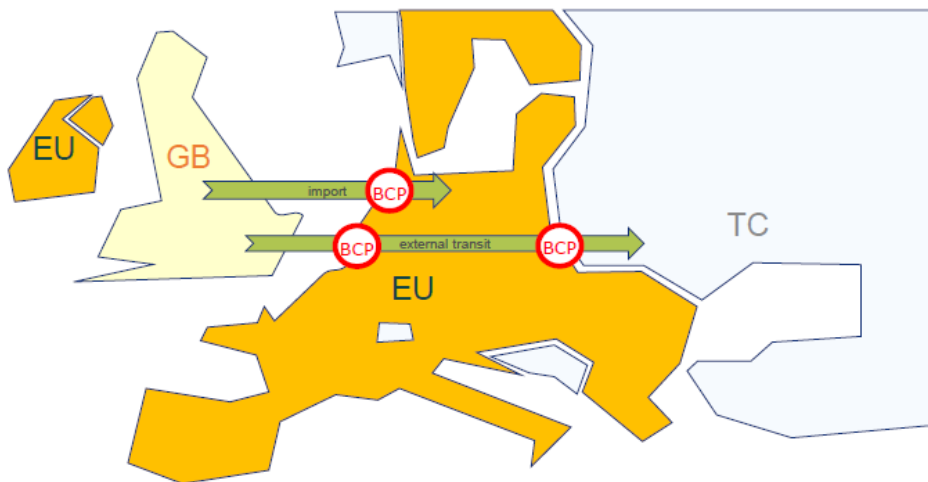 EU
GB
import
BCP
BCP
external transit
BCP
TC
EU